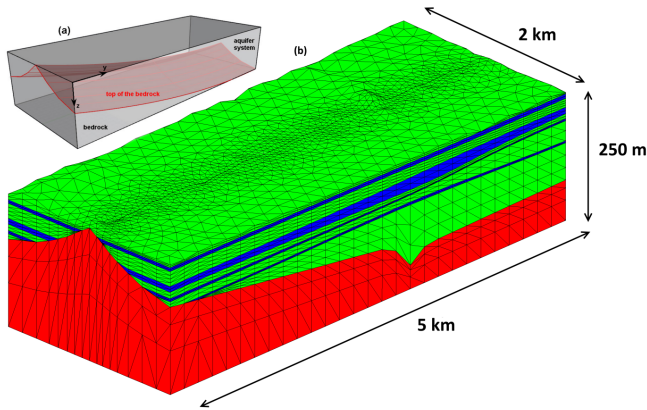 (a)
aquifer
system
y
top of the bedrock
z
bedrock
(b)
2 km
250 m
5 km